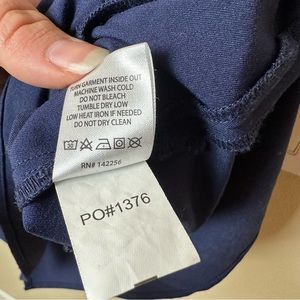 TURN GARMENT INSIDE OUT
MACHINE WASH COLD
DO NOT BLEACH
TUMBLE DRY LOW
LOW HEAT IRON IF NEEDED
DO NOT DRY CLEAN
RN# 142256
PO#1376